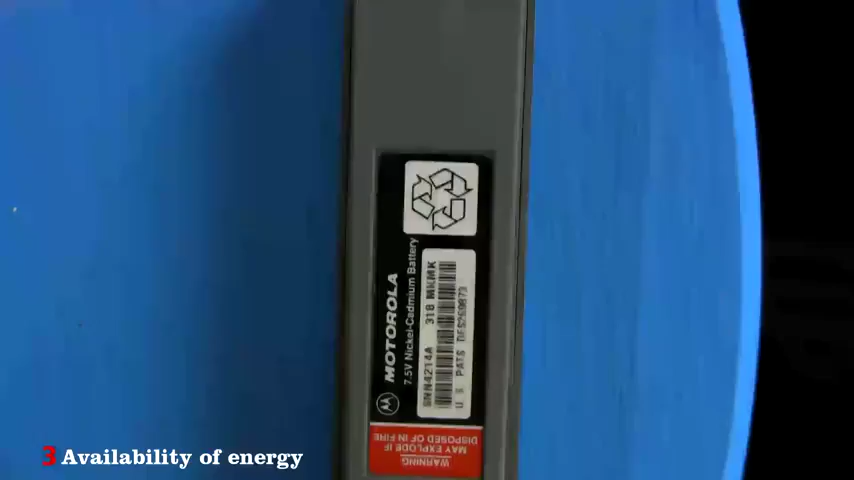 MOTOROLA
7.5V Nickel-Cadmium Battery
SNN4214A 318 MKMK
U.S. PATS
WARNING
MAY EXPLODE IF
DISPOSED OF IN FIRE
3 Availability of energy